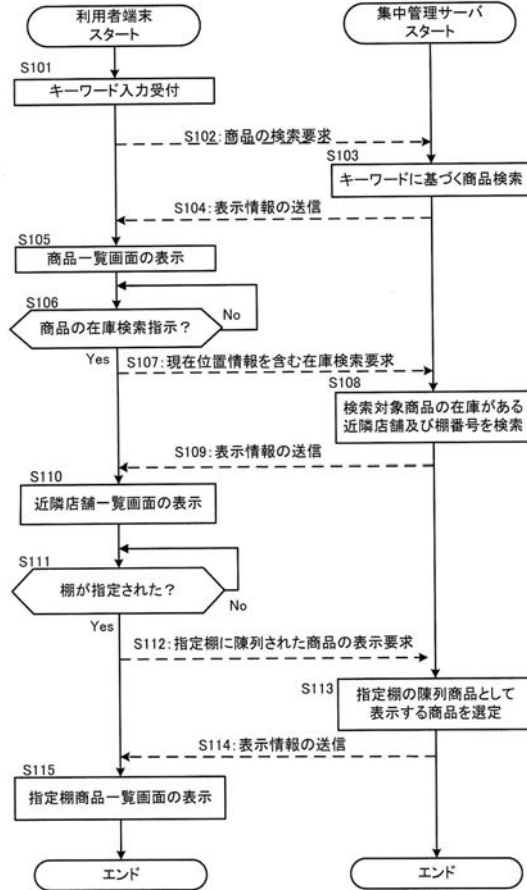 利用者端末
スタート
集中管理サーバ
スタート
S101
キーワード入力受付
S102:商品の検索要求
S103
キーワードに基づく商品検索
S104:表示情報の送信
S105
商品一覧画面の表示
S106
商品の在庫検索指示?
No
Yes
S107:現在位置情報を含む在庫検索要求
S108
検索対象商品の在庫がある
近隣店舗及び棚番号を検索
S109:表示情報の送信
S110
近隣店舗一覧画面の表示
S111
棚が指定された?
No
Yes
S112:指定棚に陳列された商品の表示要求
S113
指定棚の陳列商品として
表示する商品を選定
S114:表示情報の送信
S115
指定棚商品一覧画面の表示
エンド
エンド